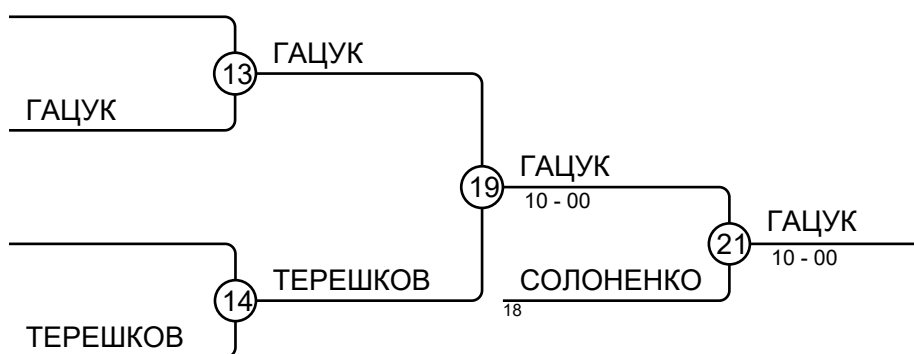 ГАЦУК
13
ГАЦУК
ГАЦУК
19
10 - 00
ГАЦУК
21
10 - 00
ТЕРЕШКОВ
СОЛОНЕНКО
14
18
ТЕРЕШКОВ